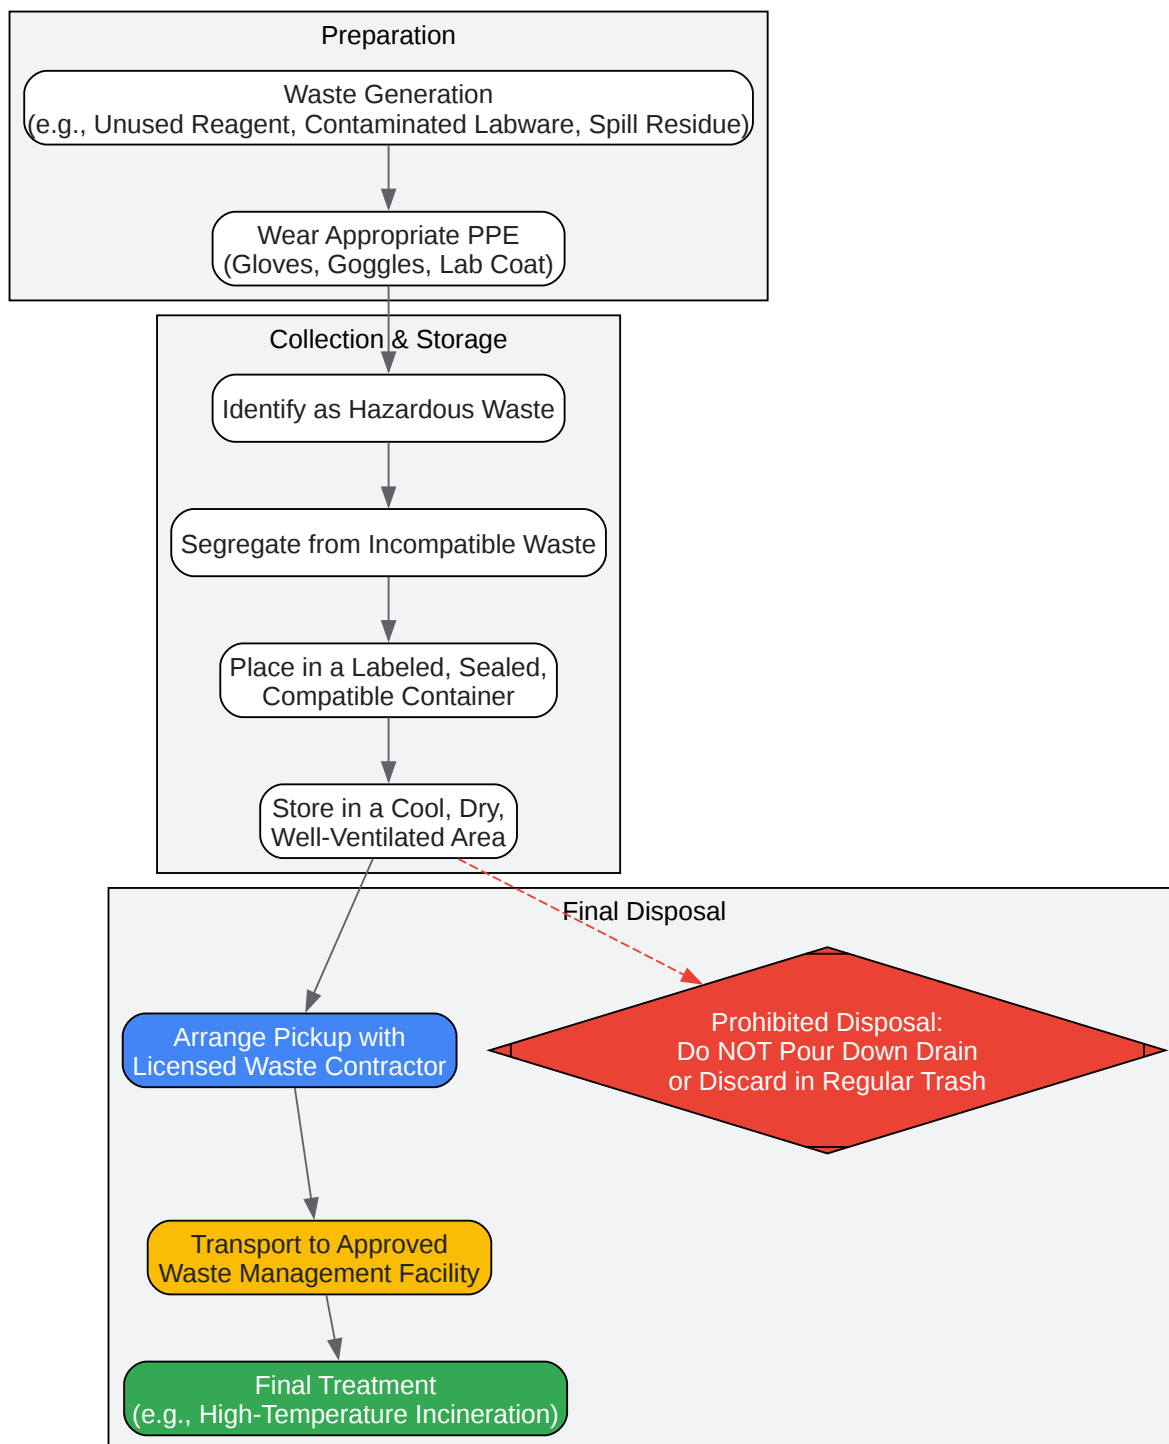 Preparation
Waste Generation
(e.g., Unused Reagent, Contaminated Labware, Spill Residue)
Wear Appropriate PPE
(Gloves, Goggles, Lab Coat)
Collection & Storage
Identify as Hazardous Waste
Segregate from Incompatible Waste
Place in a Labeled, Sealed,
Compatible Container
Store in a Cool, Dry,
Well-Ventilated Area
Final Disposal
Arrange Pickup with
Licensed Waste Contractor
Prohibited Disposal:
Do NOT Pour Down Drain
or Discard in Regular Trash
Transport to Approved
Waste Management Facility
Final Treatment
(e.g., High-Temperature Incineration)